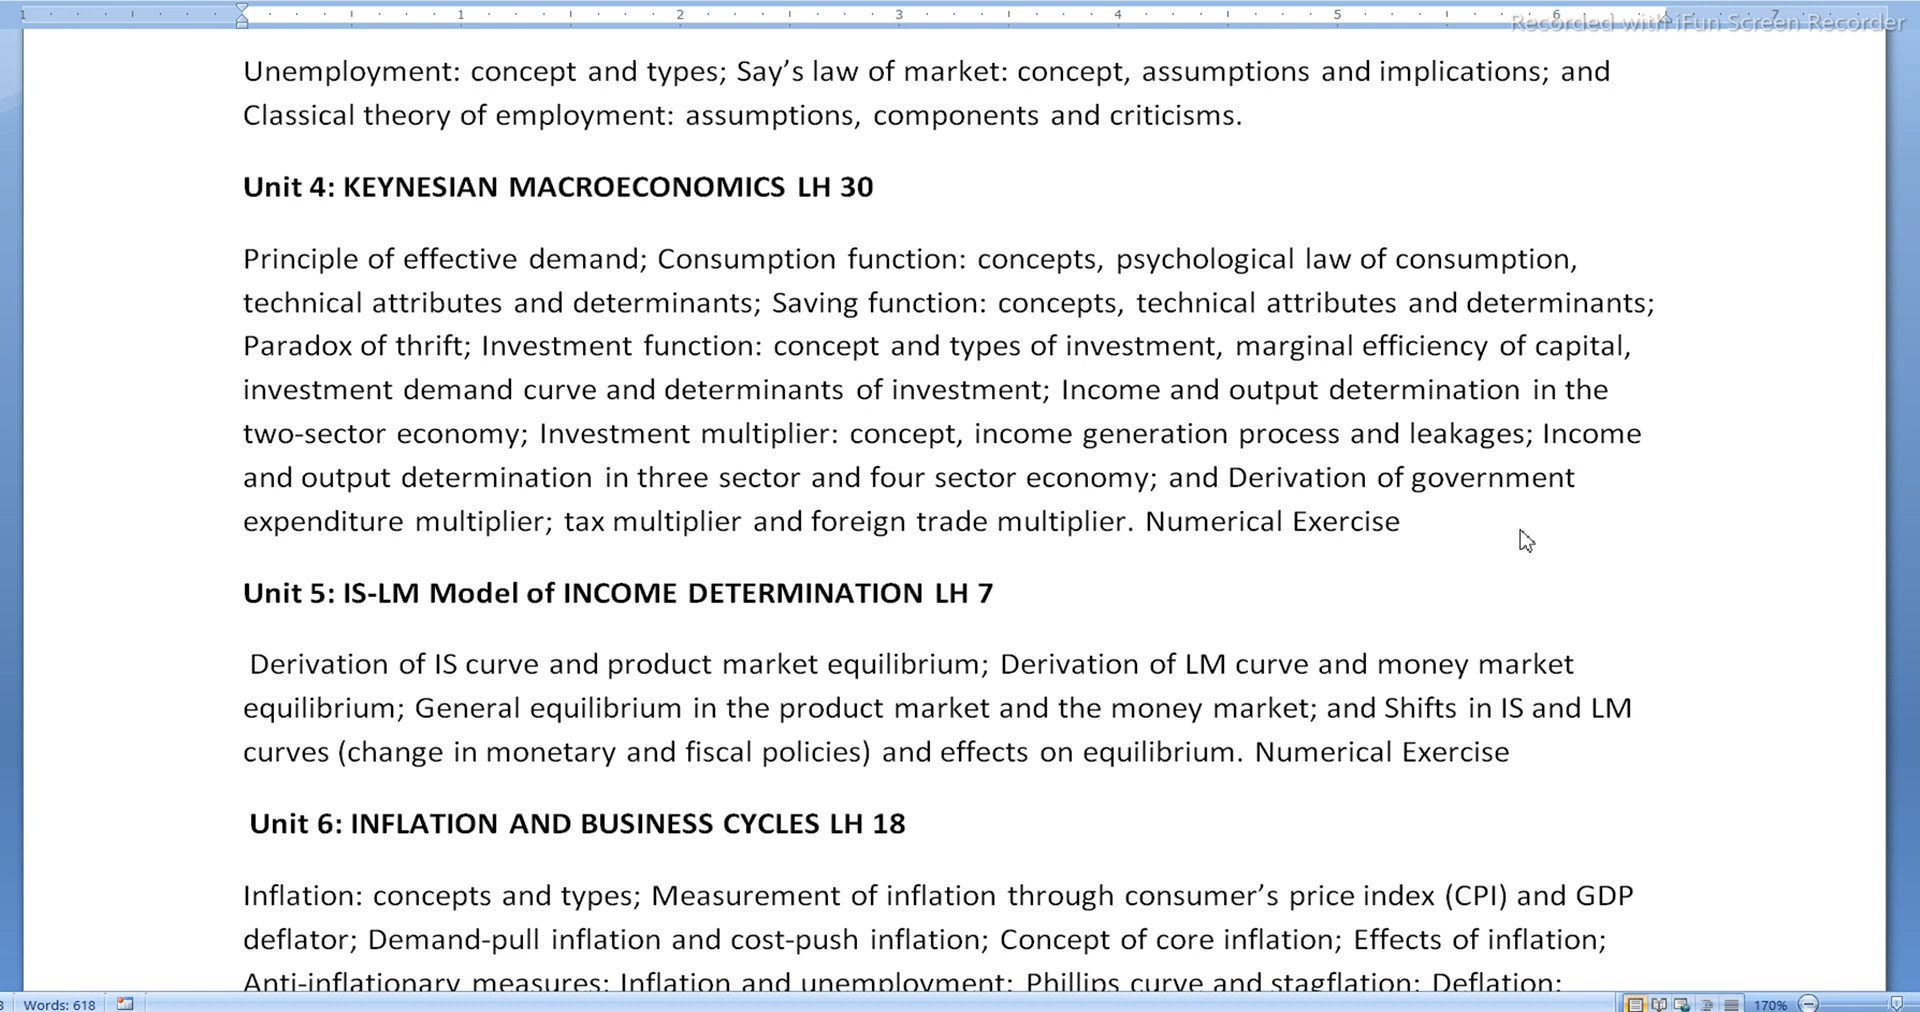 1 1 2 3 4 5 6 7
Recorded with iFun Screen Recorder
Unemployment: concept and types; Say’s law of market: concept, assumptions and implications; and
Classical theory of employment: assumptions, components and criticisms.
Unit 4: KEYNESIAN MACROECONOMICS LH 30
Principle of effective demand; Consumption function: concepts, psychological law of consumption,
technical attributes and determinants; Saving function: concepts, technical attributes and determinants;
Paradox of thrift; Investment function: concept and types of investment, marginal efficiency of capital,
investment demand curve and determinants of investment; Income and output determination in the
two-sector economy; Investment multiplier: concept, income generation process and leakages; Income
and output determination in three sector and four sector economy; and Derivation of government
expenditure multiplier; tax multiplier and foreign trade multiplier. Numerical Exercise
Unit 5: IS-LM Model of INCOME DETERMINATION LH 7
Derivation of IS curve and product market equilibrium; Derivation of LM curve and money market
equilibrium; General equilibrium in the product market and the money market; and Shifts in IS and LM
curves (change in monetary and fiscal policies) and effects on equilibrium. Numerical Exercise
Unit 6: INFLATION AND BUSINESS CYCLES LH 18
Inflation: concepts and types; Measurement of inflation through consumer’s price index (CPI) and GDP
deflator; Demand-pull inflation and cost-push inflation; Concept of core inflation; Effects of inflation;
Anti-inflationary measures; Inflation and unemployment: Phillips curve and stagflation; Deflation:
Words: 618 170%